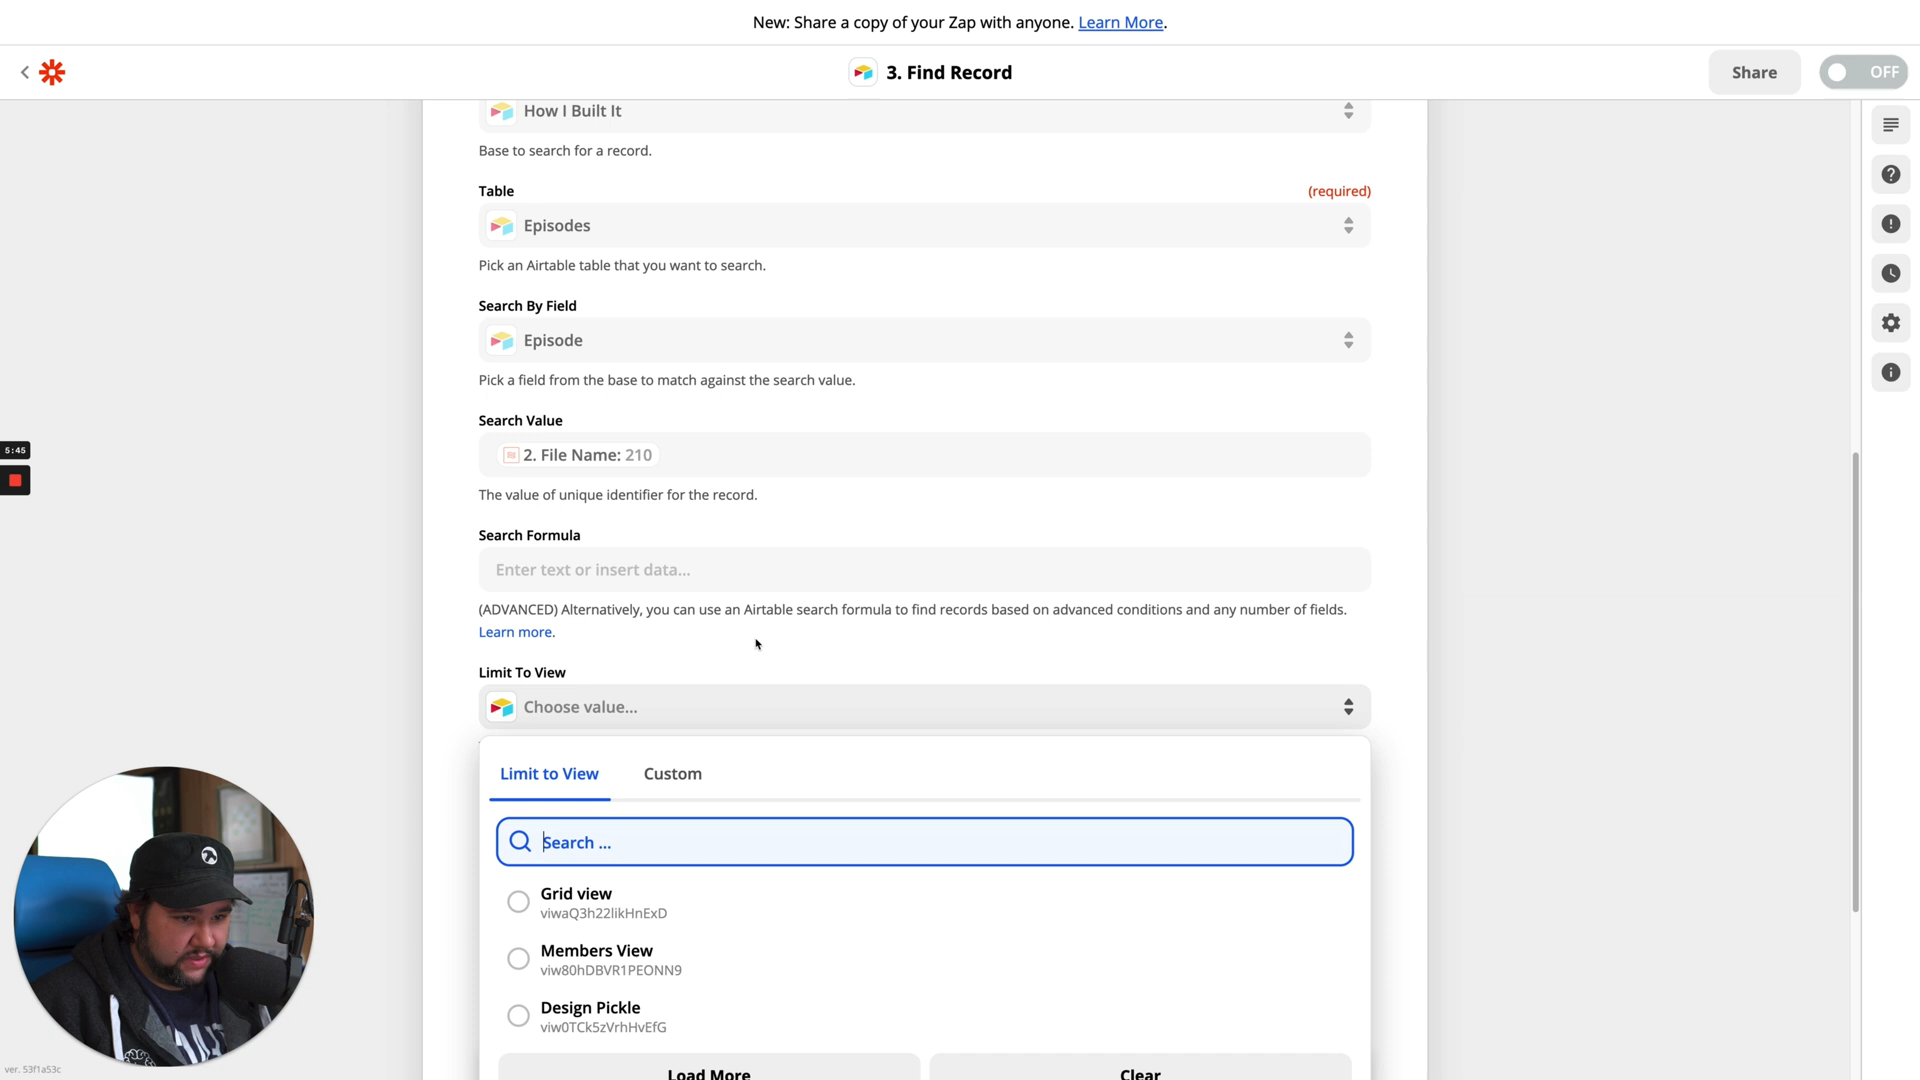 New: Share a copy of your Zap with anyone. Learn More.
3. Find Record
Share
OFF
How I Built It
Base to search for a record.
Table
(required)
Episodes
Pick an Airtable table that you want to search.
Search By Field
Episode
Pick a field from the base to match against the search value.
Search Value
2. File Name: 210
The value of unique identifier for the record.
Search Formula
Enter text or insert data...
(ADVANCED) Alternatively, you can use an Airtable search formula to find records based on advanced conditions and any number of fields.
Learn more.
Limit To View
Choose value...
Limit to View
Custom
Search ...
Grid view
viwaQ3h22likHnExD
Members View
viw80hDBVR1PEONN9
Design Pickle
viw0TCk5zVrhHvEfG
Load More
Clear
5:45
ver. 53f1a53c